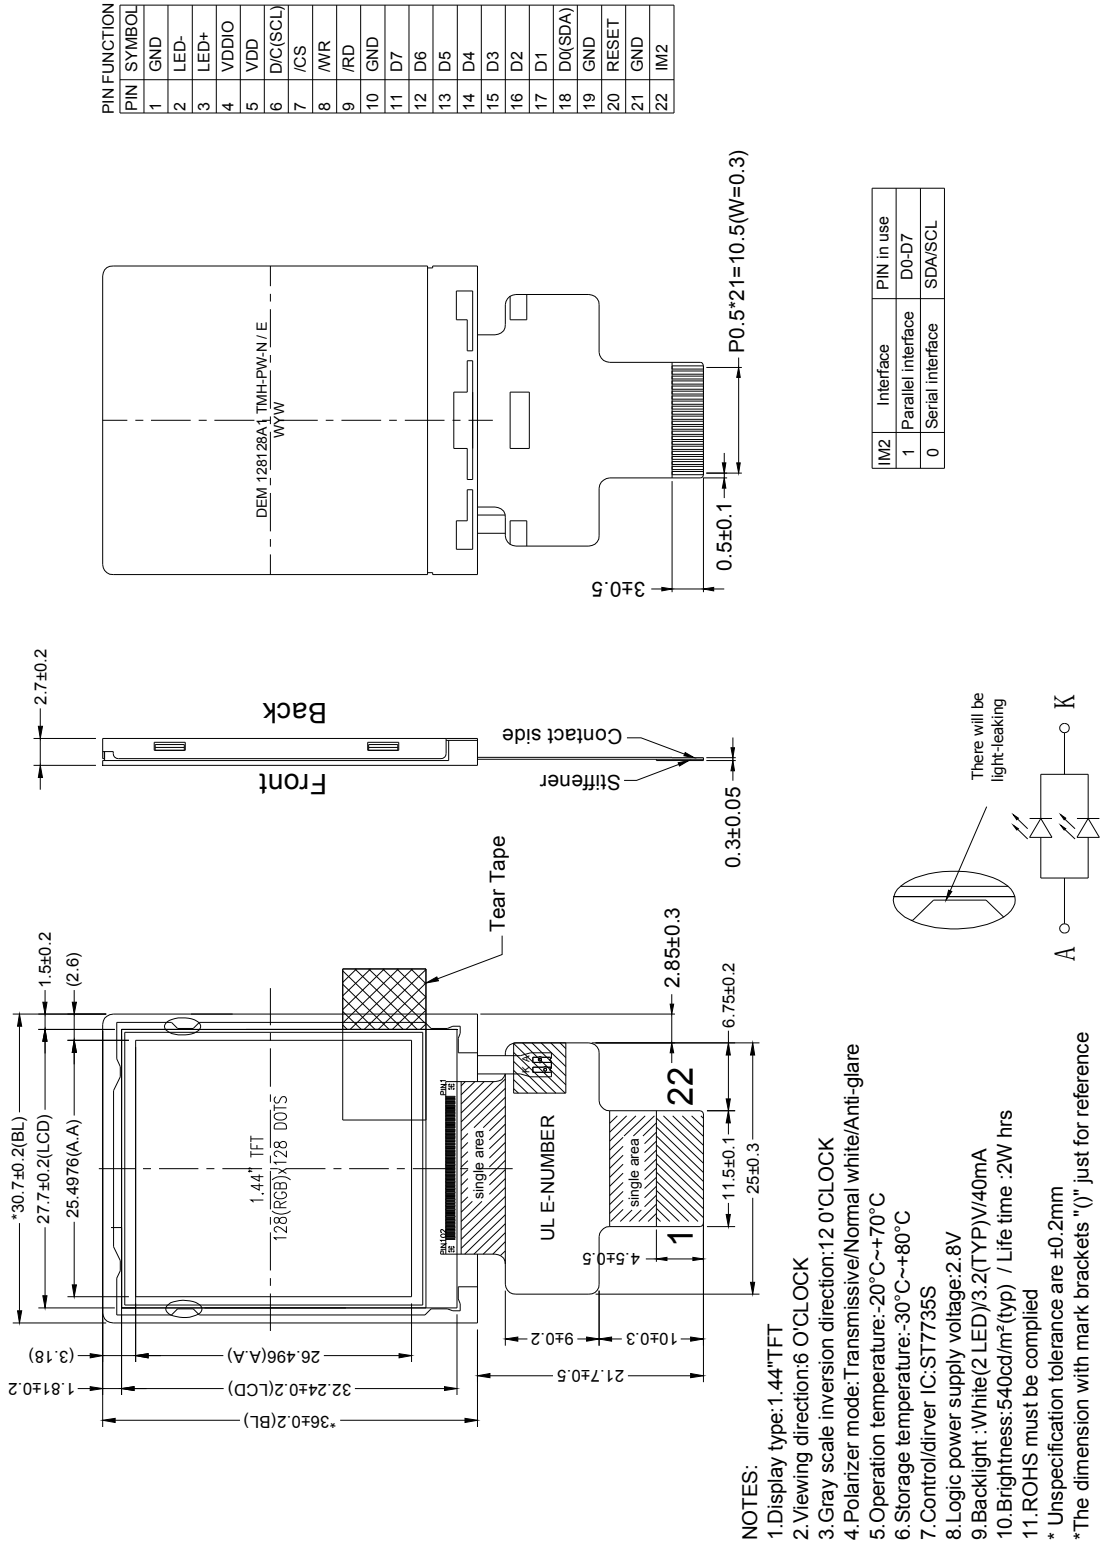 PIN FUNCTION
PIN SYMBOL
1 GND
2 LED-
3 LED+
4 VDDIO
5 VDD
6 D/C(SCL)
7 /CS
8 /WR
9 /RD
10 GND
11 D7
12 D6
13 D5
14 D4
15 D3
16 D2
17 D1
18 D0(SDA)
19 GND
20 RESET
21 GND
22 IM2
DEM 128128A1 TMH-PW-N / E
WYW
P0.5*21=10.5(W=0.3)
0.5±0.1
3±0.5
IM2 Interface PIN in use
1 Parallel interface D0-D7
0 Serial interface SDA/SCL
2.7±0.2
Back
Front
Contact side
Stiffener
0.3±0.05
There will be
light-leaking
A
K
*30.7±0.2(BL)
27.7±0.2(LCD)
25.4976(A.A)
1.5±0.2
(2.6)
Tear Tape
1.44" TFT
128(RGB)x128 DOTS
PIN102
PIN1
single area
UL E-NUMBER
K A
single area
1
22
2.85±0.3
6.75±0.2
11.5±0.1
25±0.3
4.5±0.5
9±0.2
10±0.3
21.7±0.5
(3.18)
1.81±0.2
26.496(A.A)
32.24±0.2(LCD)
*36±0.2(BL)
NOTES:
1.Display type:1.44"TFT
2.Viewing direction:6 O'CLOCK
3.Gray scale inversion direction:12 0'CLOCK
4.Polarizer mode:Transmissive/Normal white/Anti-glare
5.Operation temperature:-20°C~+70°C
6.Storage temperature:-30°C~+80°C
7.Control/dirver IC:ST7735S
8.Logic power supply voltage:2.8V
9.Backlight :White(2 LED)/3.2(TYP)V/40mA
10.Brightness:540cd/m²(typ) / Life time :2W hrs
11.ROHS must be complied
* Unspecification tolerance are ±0.2mm
*The dimension with mark brackets "()" just for reference